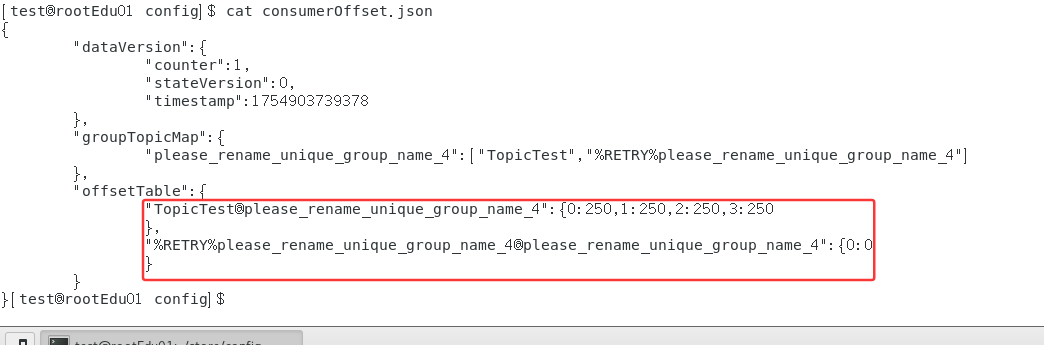 [test@rootEdu01 config]$ cat consumerOffset.json
{
"dataVersion":{
"counter":1,
"stateVersion":0,
"timestamp":1754903739378
},
"groupTopicMap":{
"please_rename_unique_group_name_4":["TopicTest","%RETRY%please_rename_unique_group_name_4"]
},
"offsetTable":{
"TopicTest@please_rename_unique_group_name_4":{0:250,1:250,2:250,3:250
},
"%RETRY%please_rename_unique_group_name_4@please_rename_unique_group_name_4":{0:0
}
}
}[test@rootEdu01 config]$
test@rootEdu01:~/store/config